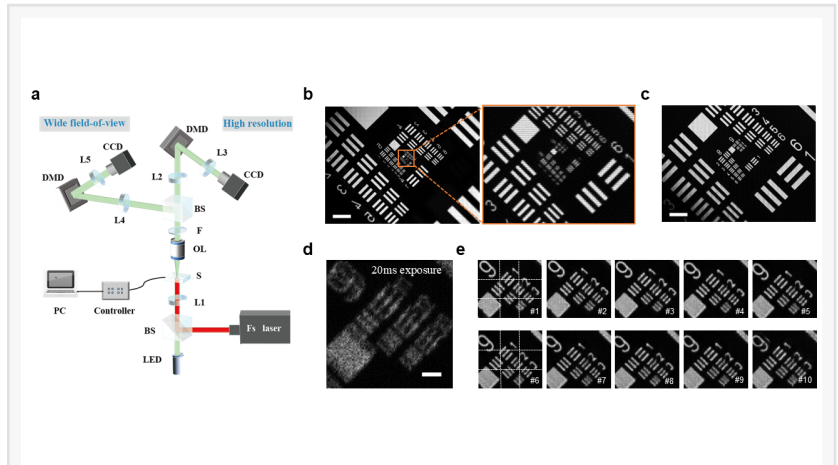 a
Wide field-of-view
High resolution
DMD
CCD
L5
L3
DMD
L2
CCD
L4
BS
F
OL
S
L1
PC
Controller
BS
Fs laser
LED
b
c
d
20ms exposure
e
#1
#2
#3
#4
#5
#6
#7
#8
#9
#10